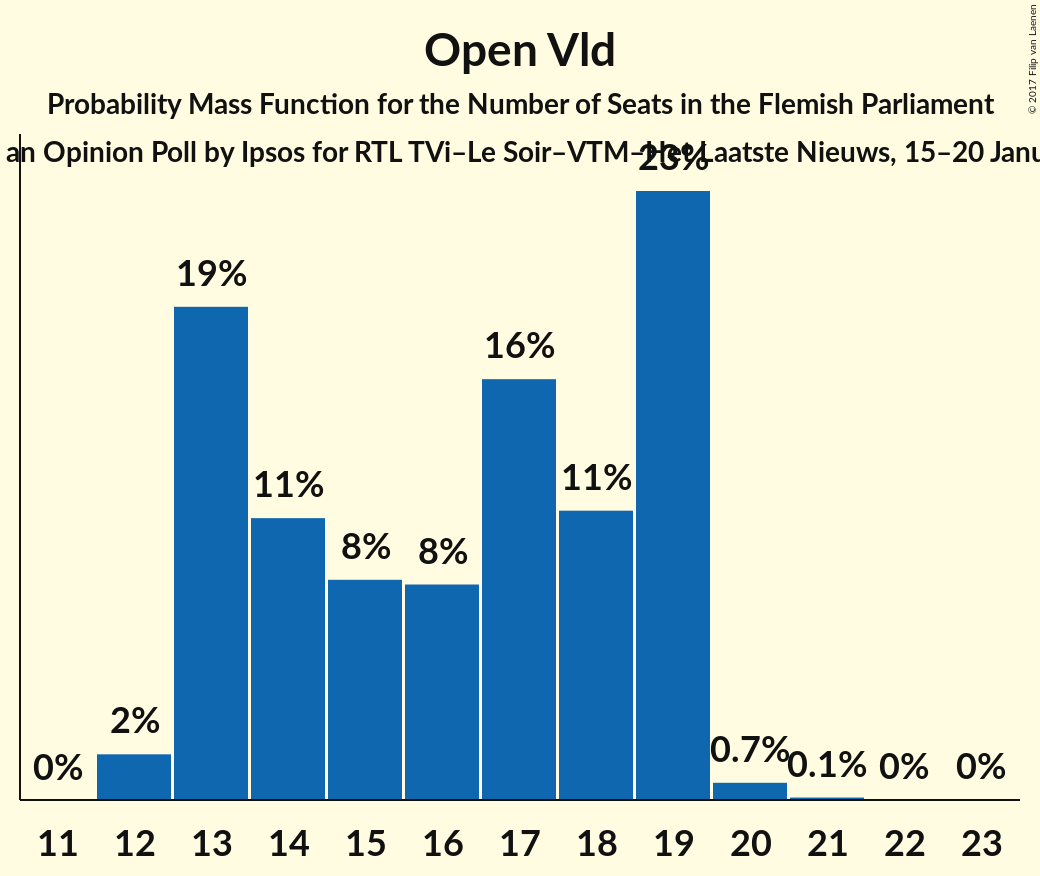 Open Vld
Probability Mass Function for the Number of Seats in the Flemish Parliament
an Opinion Poll by Ipsos for RTL TVi–Le Soir–VTM–Het Laatste Nieuws, 15–20 Janu
© 2017 Filip van Laenen
0% 2% 19% 11% 8% 8% 16% 11% 23% 0.7% 0.1% 0% 0%
11 12 13 14 15 16 17 18 19 20 21 22 23